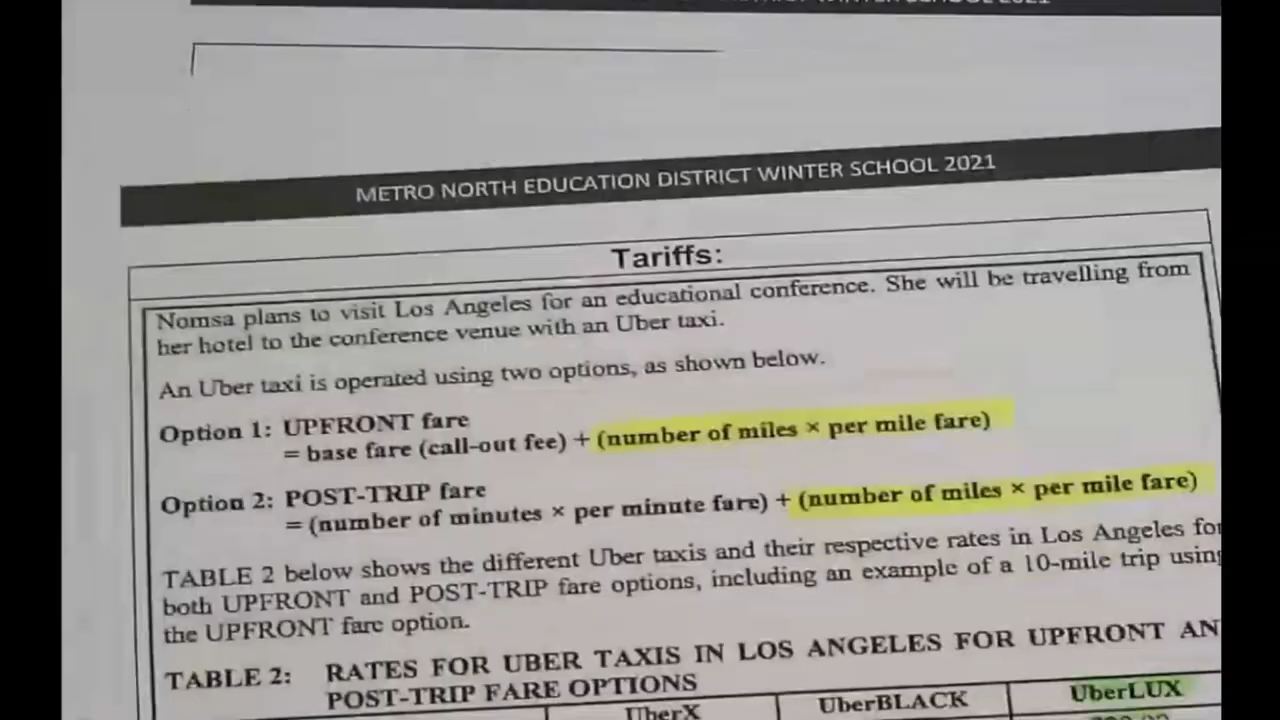 METRO NORTH EDUCATION DISTRICT WINTER SCHOOL 2021
Tariffs:
Nomsa plans to visit Los Angeles for an educational conference. She will be travelling from
her hotel to the conference venue with an Uber taxi.
An Uber taxi is operated using two options, as shown below.
Option 1: UPFRONT fare
= base fare (call-out fee) + (number of miles × per mile fare)
Option 2: POST-TRIP fare
= (number of minutes × per minute fare) + (number of miles × per mile fare)
TABLE 2 below shows the different Uber taxis and their respective rates in Los Angeles for
both UPFRONT and POST-TRIP fare options, including an example of a 10-mile trip using
the UPFRONT fare option.
TABLE 2: RATES FOR UBER TAXIS IN LOS ANGELES FOR UPFRONT AN
POST-TRIP FARE OPTIONS
UberX UberBLACK UberLUX